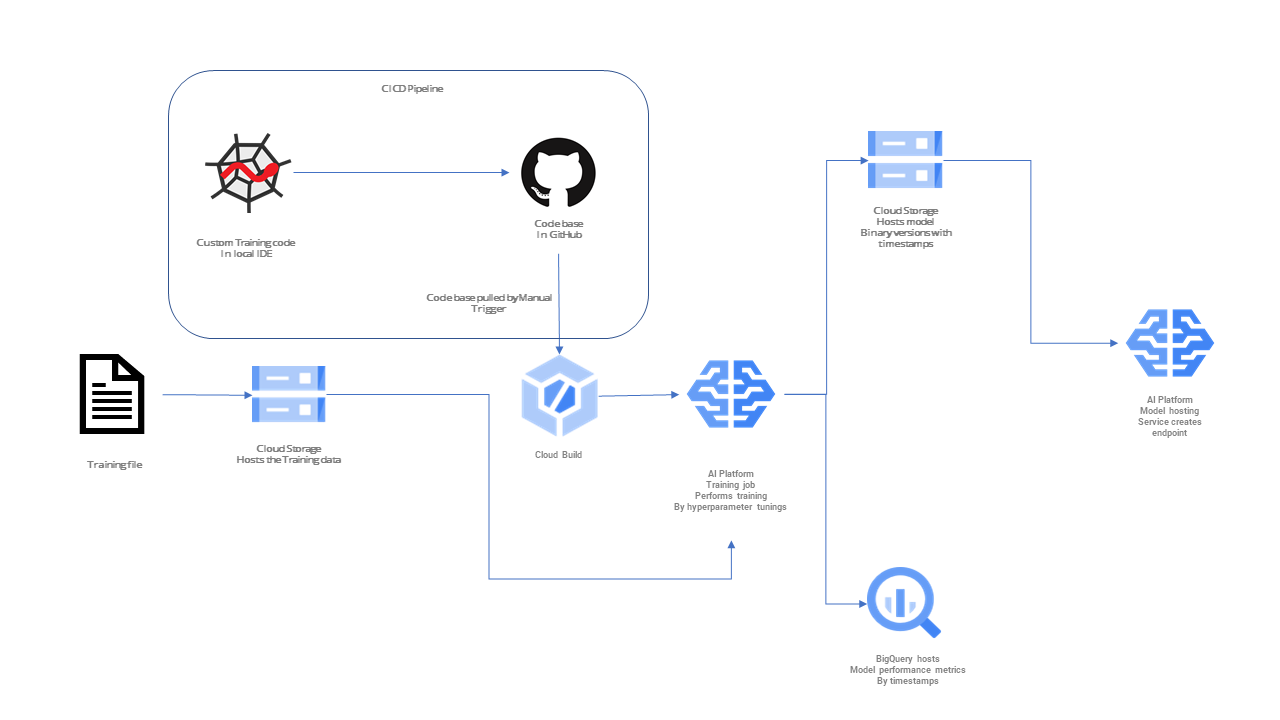 CI CD Pipeline
Custom Training code
In local IDE
Code base
In GitHub
Code base pulled by Manual
Trigger
Cloud Storage
Hosts model
Binary versions with
timestamps
Training file
Cloud Storage
Hosts the Training data
Cloud Build
AI Platform
Training job
Performs training
By hyperparameter tunings
AI Platform
Model hosting
Service creates
endpoint
BigQuery hosts
Model performance metrics
By timestamps